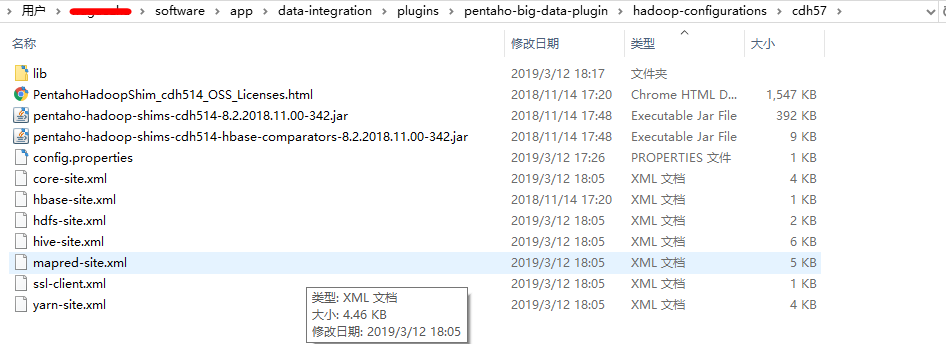 用户 software app data-integration plugins pentaho-big-data-plugin hadoop-configurations cdh57
名称 修改日期 类型 大小
lib 2019/3/12 18:17 文件夹
PentahoHadoopShim_cdh514_OSS_Licenses.html 2018/11/14 17:20 Chrome HTML D... 1,547 KB
pentaho-hadoop-shims-cdh514-8.2.2018.11.00-342.jar 2018/11/14 17:48 Executable Jar File 392 KB
pentaho-hadoop-shims-cdh514-hbase-comparators-8.2.2018.11.00-342.jar 2018/11/14 17:48 Executable Jar File 9 KB
config.properties 2019/3/12 17:26 PROPERTIES 文件 1 KB
core-site.xml 2019/3/12 18:05 XML 文档 4 KB
hbase-site.xml 2018/11/14 17:20 XML 文档 1 KB
hdfs-site.xml 2019/3/12 18:05 XML 文档 2 KB
hive-site.xml 2019/3/12 18:05 XML 文档 6 KB
mapred-site.xml 2019/3/12 18:05 XML 文档 5 KB
ssl-client.xml 2019/3/12 18:05 XML 文档 1 KB
yarn-site.xml 2019/3/12 18:05 XML 文档 4 KB
类型: XML 文档
大小: 4.46 KB
修改日期: 2019/3/12 18:05